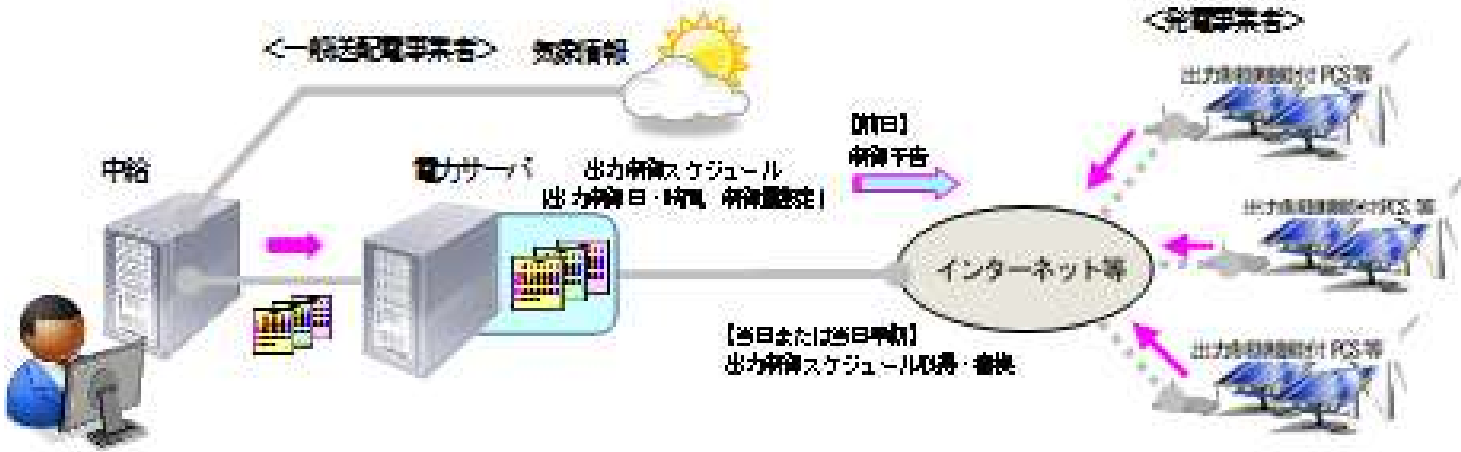 <一般送配電事業者>
気象情報
<発電事業者>
出力制御機能付PCS等
【前日】
制御予告
中給
電力サーバ
出力制御スケジュール
[出力制御日・時間、制御量設定]
出力制御機能付PCS等
インターネット等
【当日または当日早朝】
出力制御スケジュール取得・書換
出力制御機能付PCS等